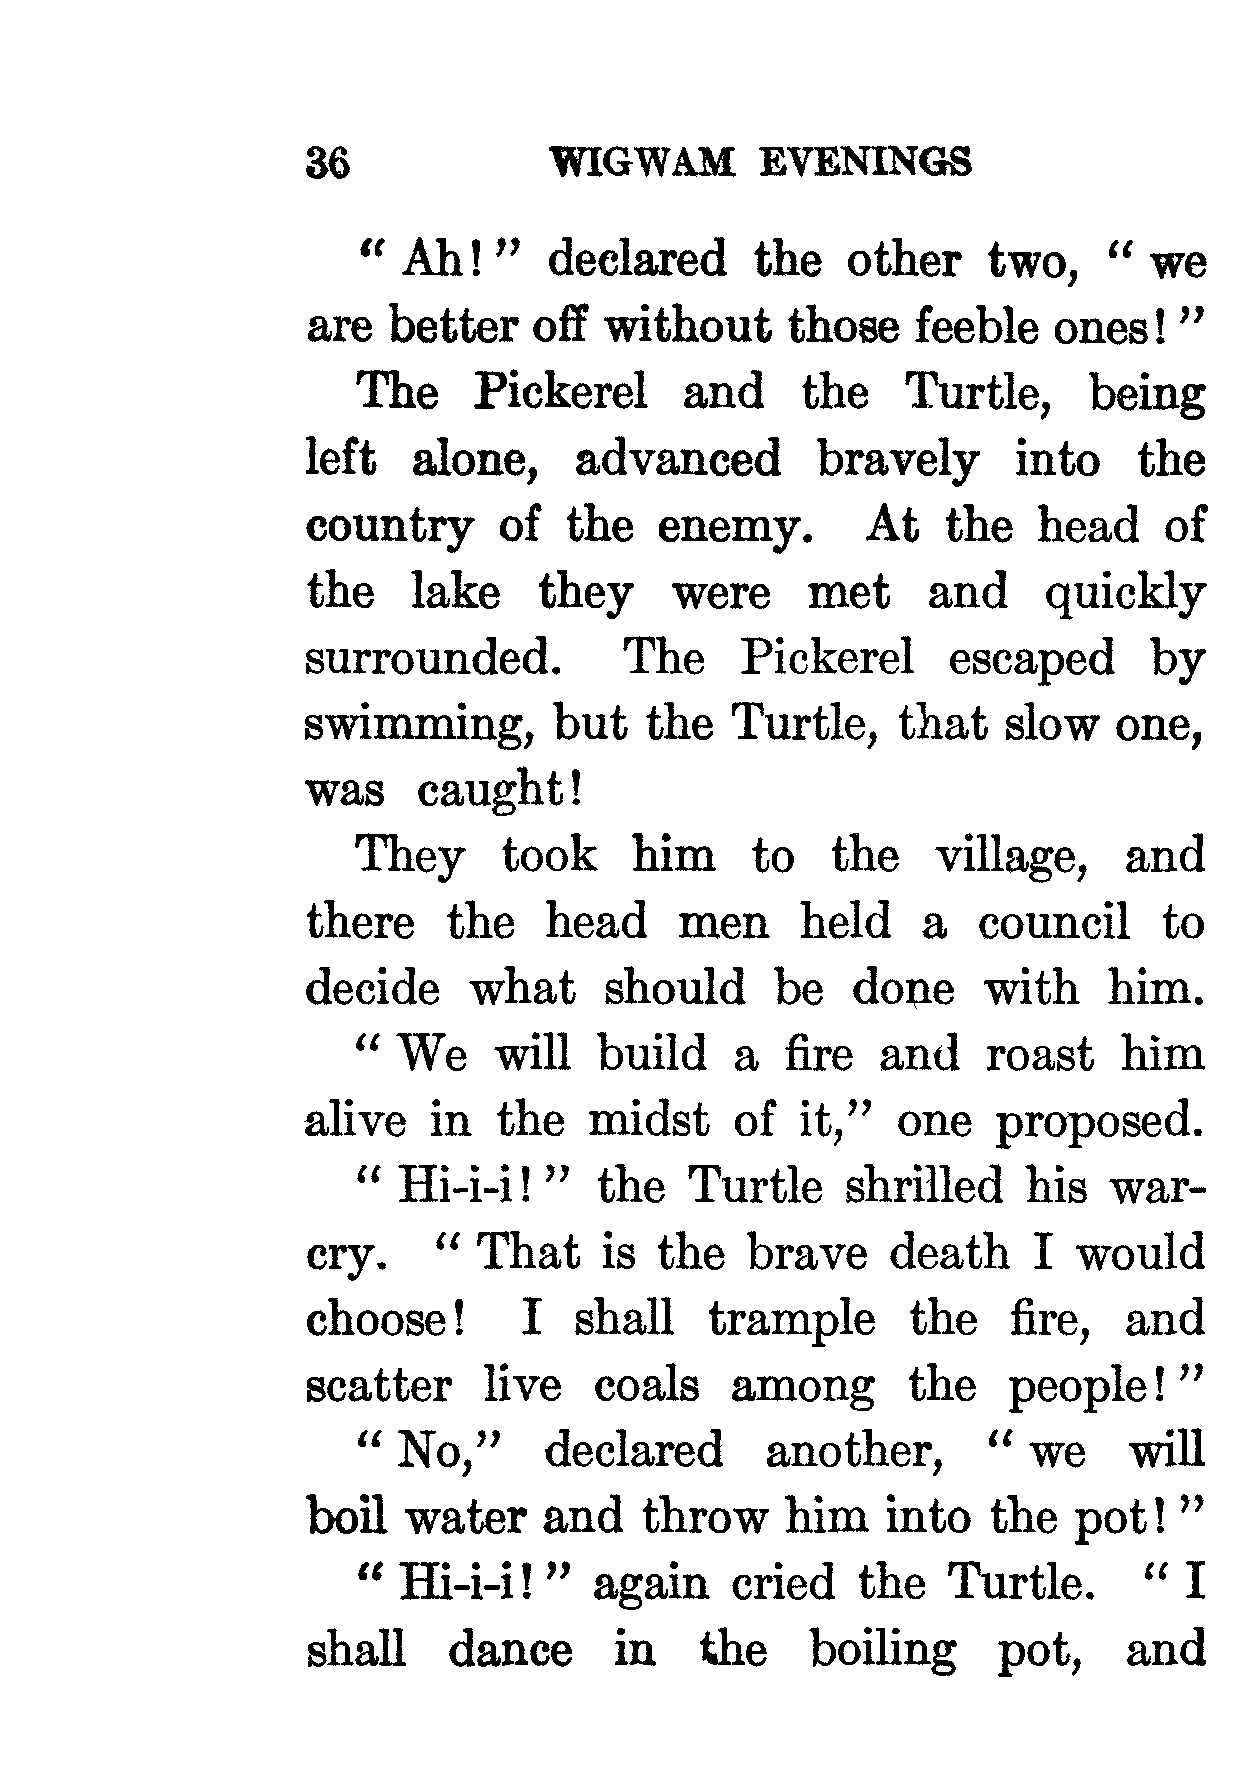 36 WIGWAM EVENINGS
“ Ah! ” declared the other two, “ we
are better off without those feeble ones! ”
The Pickerel and the Turtle, being
left alone, advanced bravely into the
country of the enemy. At the head of
the lake they were met and quickly
surrounded. The Pickerel escaped by
swimming, but the Turtle, that slow one,
was caught!
They took him to the village, and
there the head men held a council to
decide what should be done with him.
“ We will build a fire and roast him
alive in the midst of it,” one proposed.
“ Hi-i-i! ” the Turtle shrilled his war-
cry. “ That is the brave death I would
choose! I shall trample the fire, and
scatter live coals among the people! ”
“ No,” declared another, “ we will
boil water and throw him into the pot! ”
“ Hi-i-i! ” again cried the Turtle. “ I
shall dance in the boiling pot, and